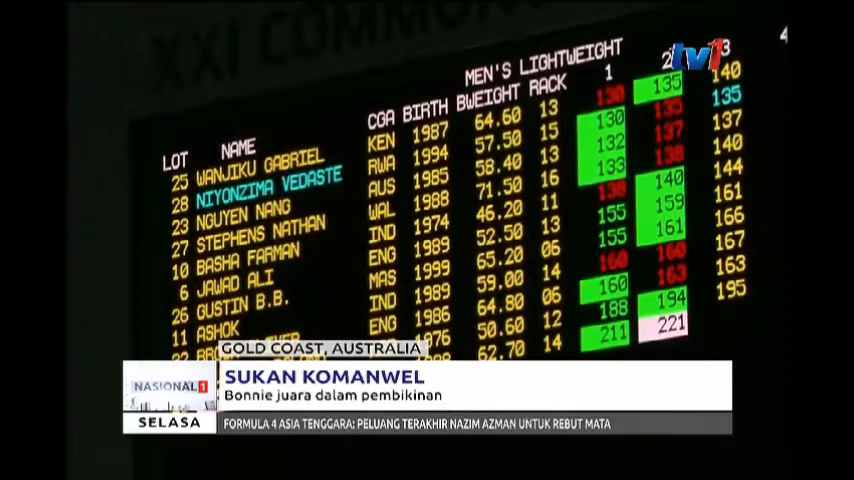 XXI COMMONW
MEN'S LIGHTWEIGHT
tv1
LOT NAME CGA BIRTH BWEIGHT RACK 1 2 3
25 WANJIKU GABRIEL KEN 1987 64.60 13 130 135 140
28 NIYONZIMA VEDASTE RWA 1994 57.50 15 130 135 135
23 NGUYEN NANG AUS 1985 58.40 13 132 137 137
27 STEPHENS NATHAN WAL 1988 71.50 16 133 138 140
10 BASHA FARMAN IND 1974 46.20 11 138 140 144
6 JAWAD ALI ENG 1989 52.50 13 155 159 161
26 GUSTIN B.B. MAS 1999 65.20 06 155 161 166
11 ASHOK IND 1989 59.00 14 160 160 167
ENG 1986 64.80 06 160 163 163
1976 50.60 12 188 194 195
62.70 14 211 221
GOLD COAST, AUSTRALIA
NASIONAL 1
SUKAN KOMANWEL
Bonnie juara dalam pembikinan
SELASA
FORMULA 4 ASIA TENGGARA: PELUANG TERAKHIR NAZIM AZMAN UNTUK REBUT MATA